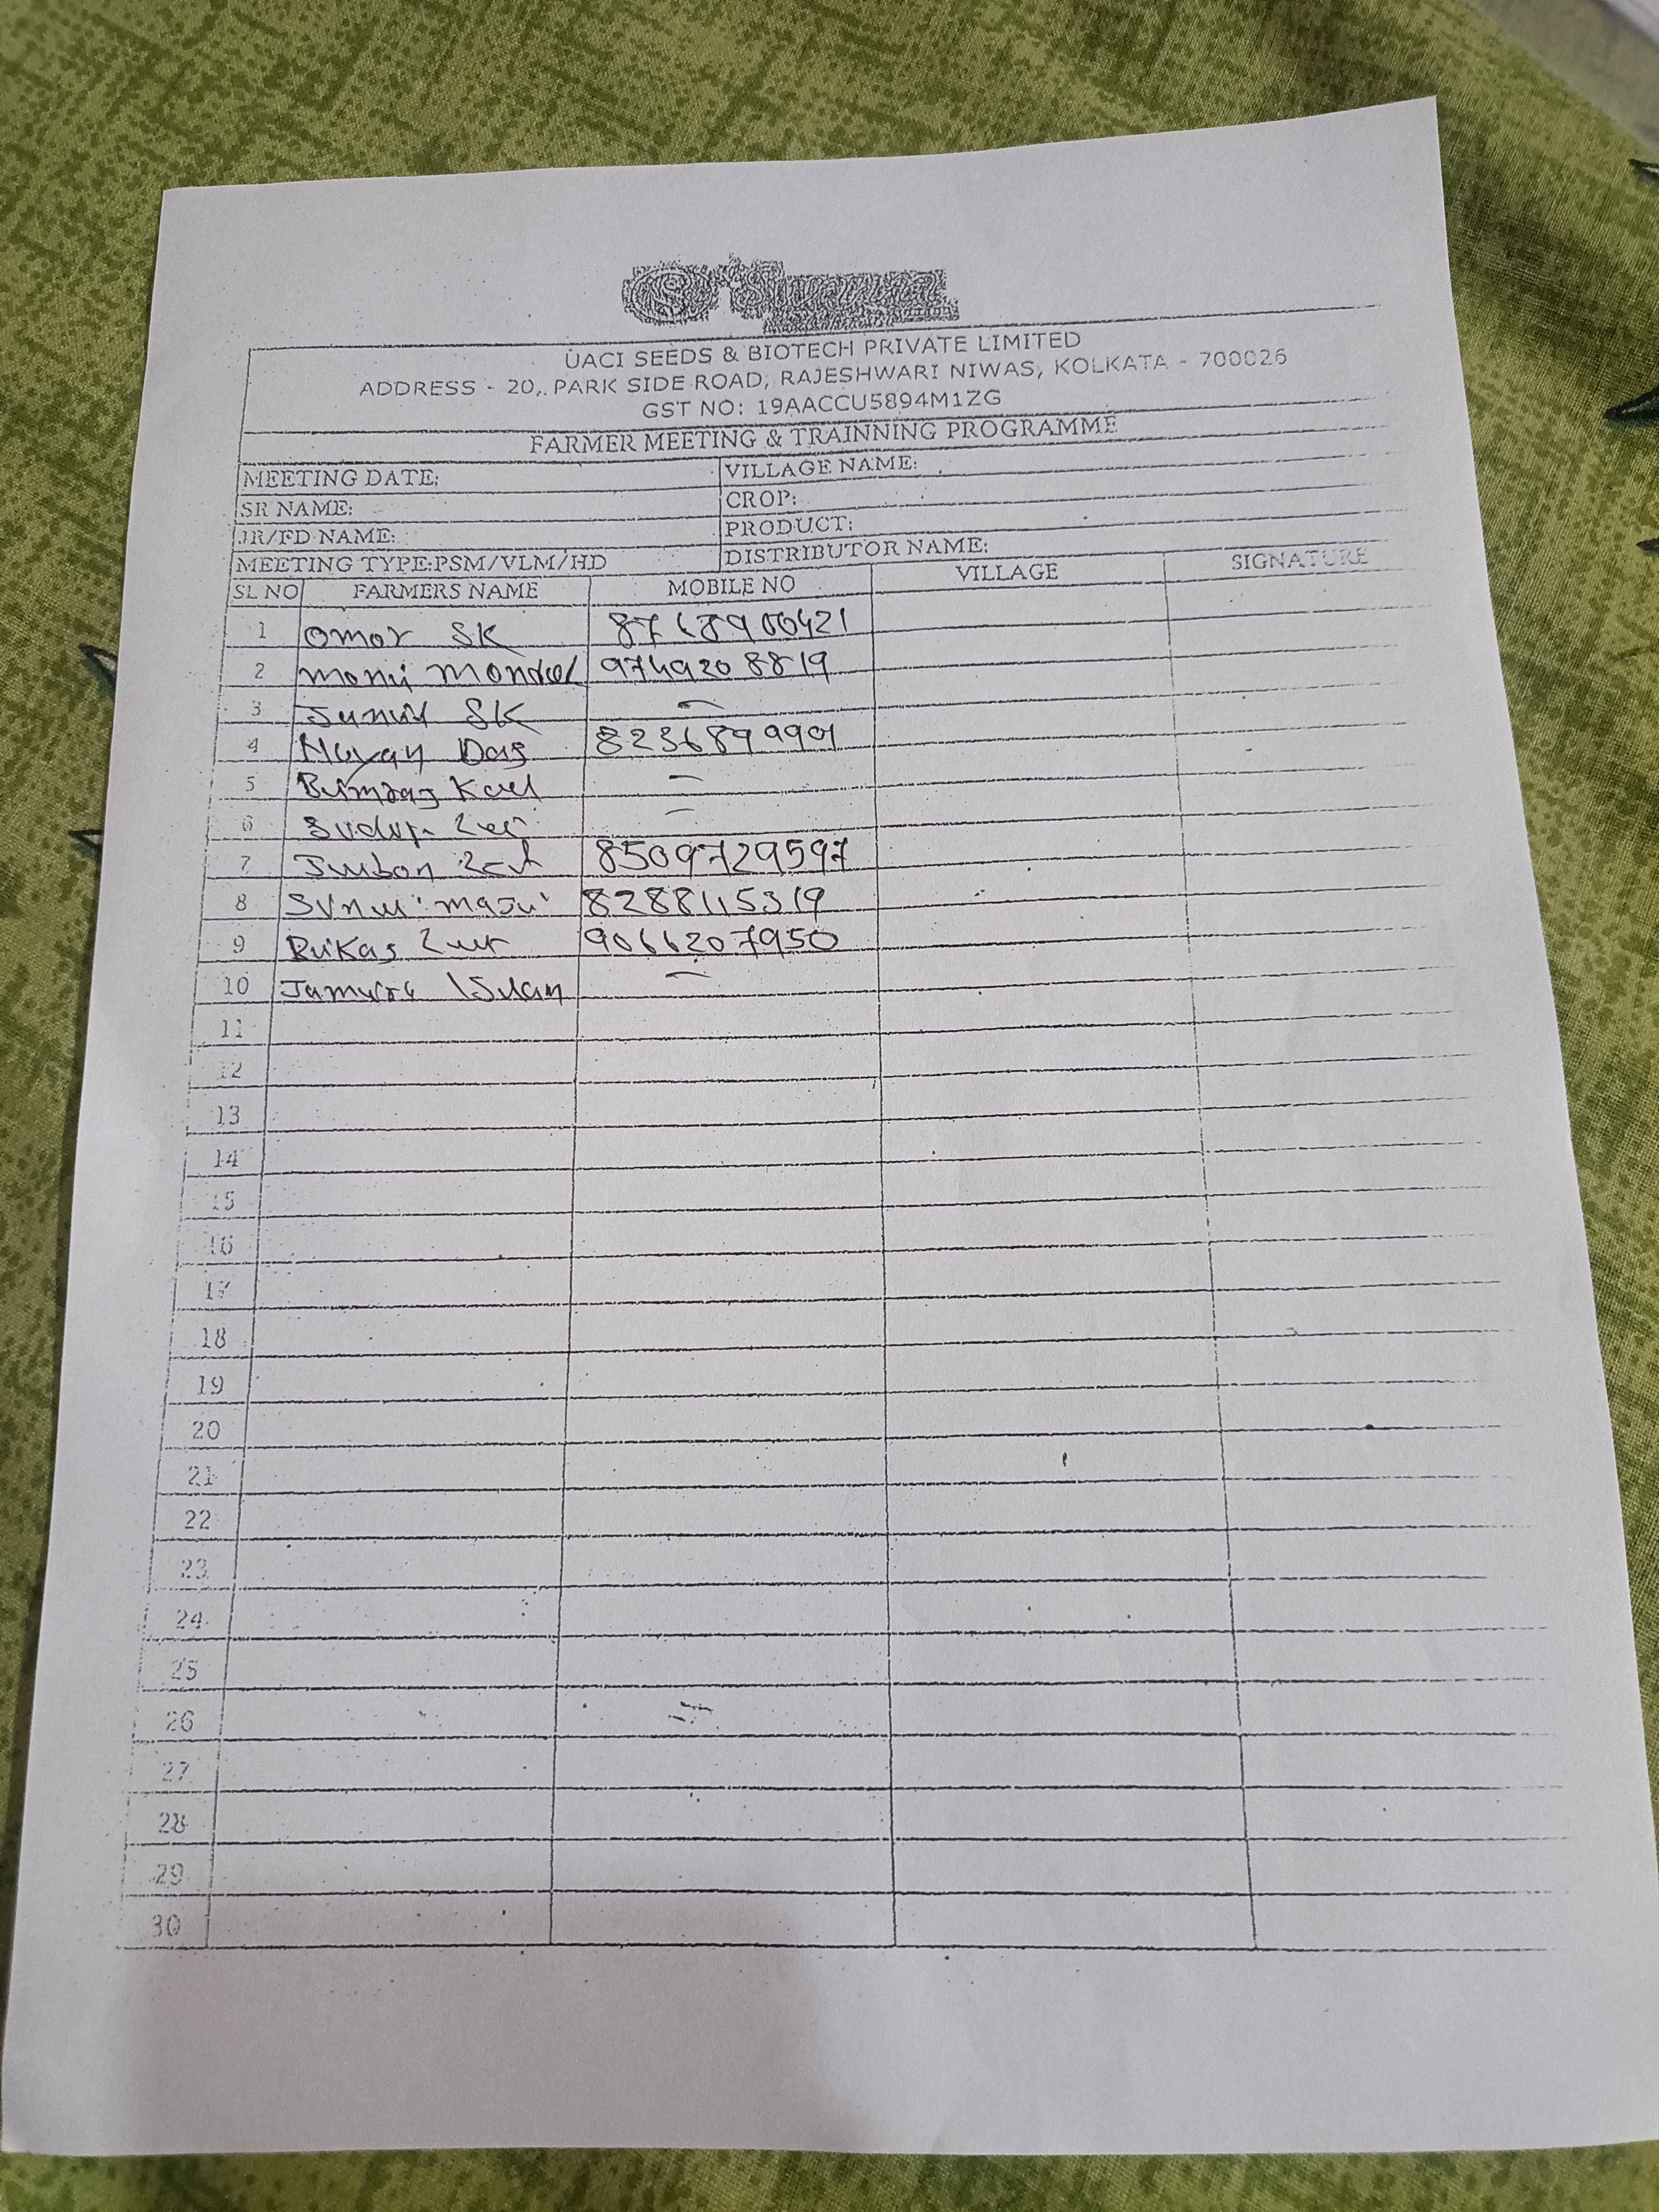 UACI SEEDS & BIOTECH PRIVATE LIMITED
ADDRESS - 20,. PARK SIDE ROAD, RAJESHWARI NIWAS, KOLKATA - 700026
GST NO: 19AACCU5894M1ZG
FARMER MEETING & TRAINNING PROGRAMME
MEETING DATE: VILLAGE NAME:
SR NAME: CROP:
JR/FD NAME: PRODUCT:
MEETING TYPE:PSM/VLM/HD DISTRIBUTOR NAME:
SL NO FARMERS NAME MOBILE NO VILLAGE SIGNATURE
1 Omor SK
2 Moni Mondal 9749208819
3 SK
4 Das
5
6
7 8509729597
8 8288115319
9 Bikas 9066207950
10
11
12
13
14
15
16
17
18
19
20
21
22
23
24
25
26
27
28
29
30